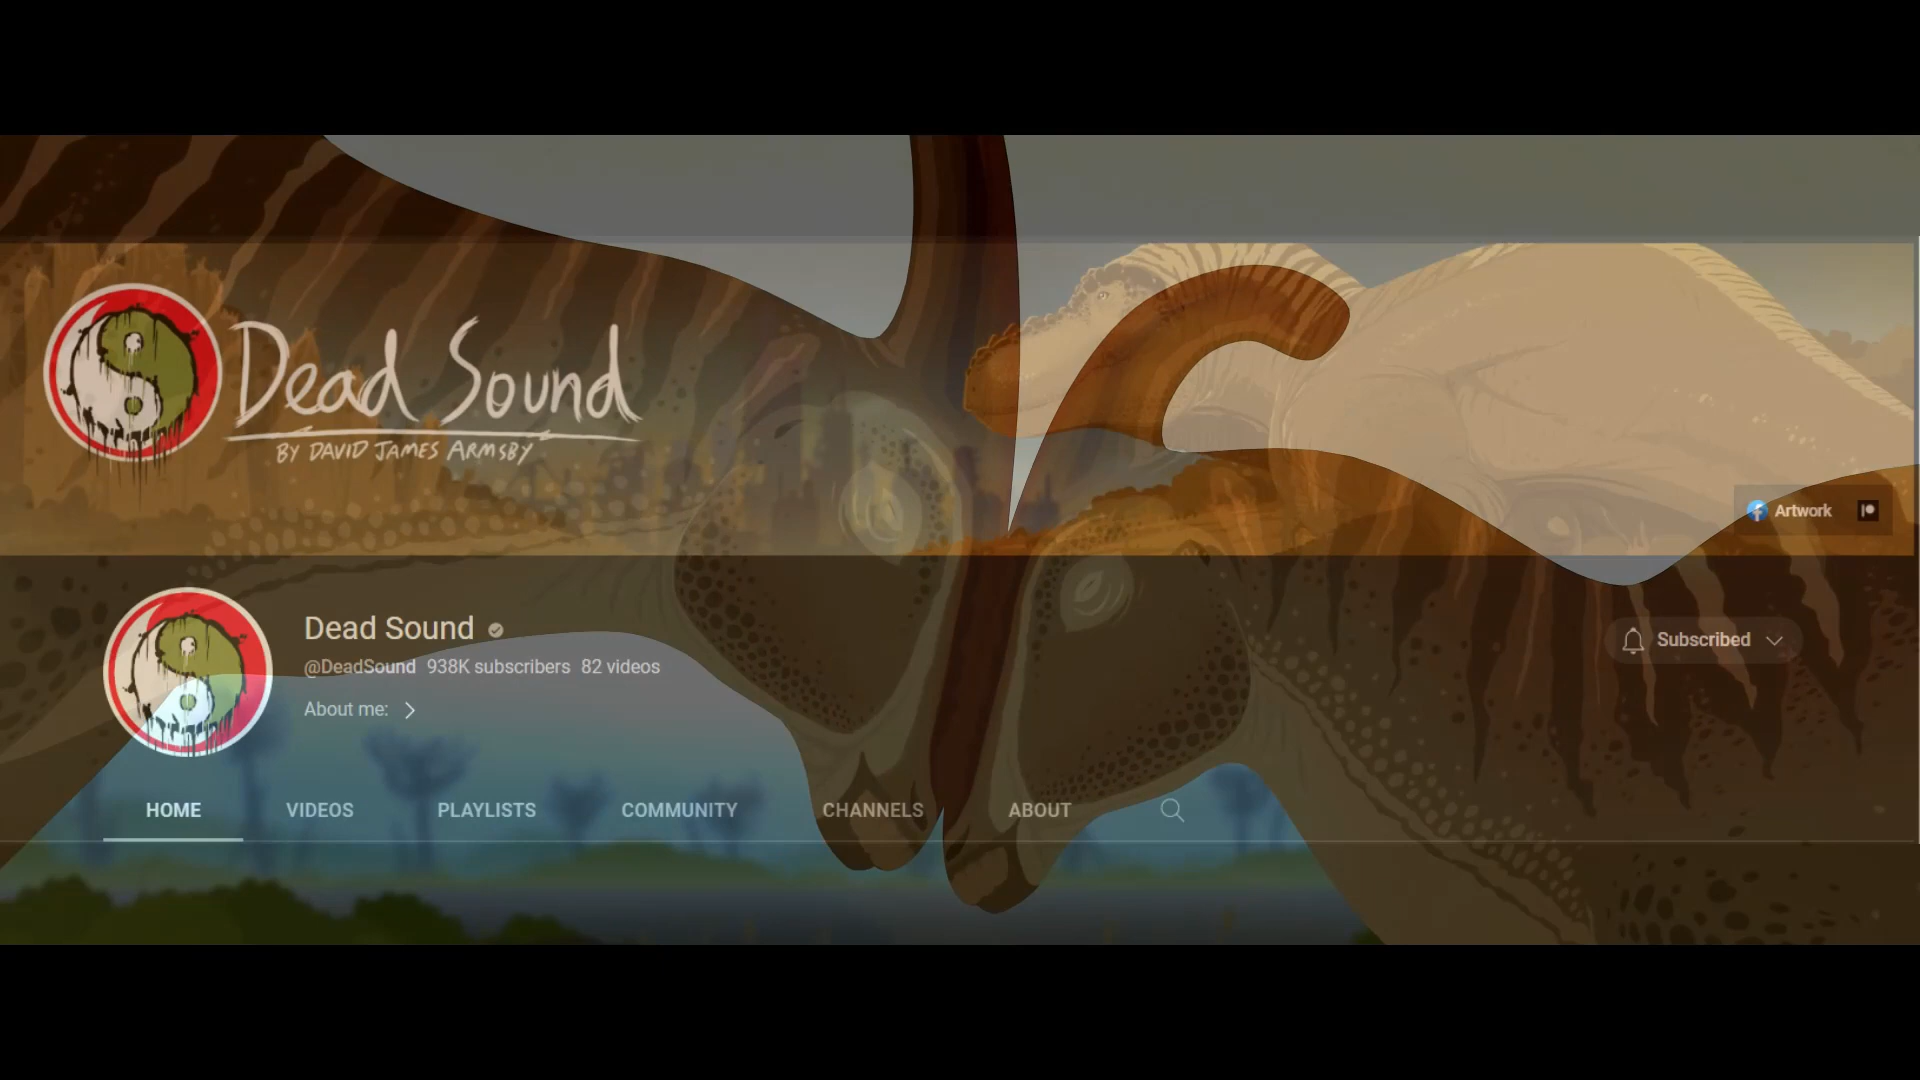 Dead Sound
BY DAVID JAMES ARMSBY
Artwork
Dead Sound
@DeadSound 938K subscribers 82 videos
About me:
Subscribed
HOME VIDEOS PLAYLISTS COMMUNITY CHANNELS ABOUT